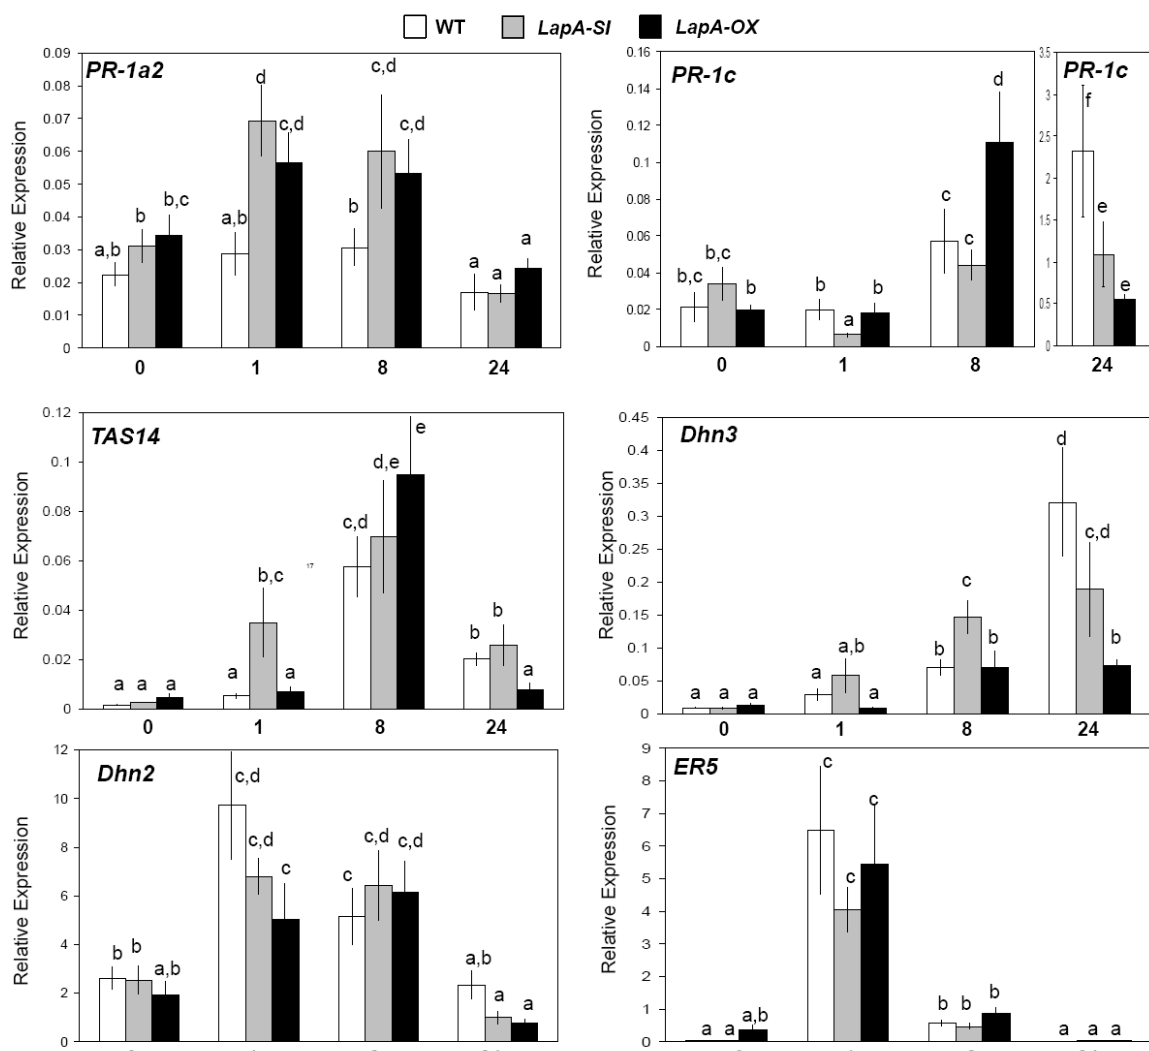 WT LapA-SI LapA-OX
PR-1a2
Relative Expression
0.09
0.08
0.07
0.06
0.05
0.04
0.03
0.02
0.01
0
a,b b b,c
a,b d c,d
b c,d c,d
a a a
0 1 8 24
PR-1c
Relative Expression
0.16
0.14
0.12
0.1
0.08
0.06
0.04
0.02
0
b,c b,c b
b a b
c c d
0 1 8
PR-1c
3.5
3
2.5
2
1.5
1
0.5
0
f e e
24
TAS14
Relative Expression
0.12
0.1
0.08
0.06
0.04
0.02
0
a a a
a b,c a
17
c,d d,e e
b b a
0 1 8 24
Dhn3
Relative Expression
0.45
0.4
0.35
0.3
0.25
0.2
0.15
0.1
0.05
0
a a a
a a,b a
b c b
d c,d b
0 1 8 24
Dhn2
Relative Expression
12
10
8
6
4
2
0
b b a,b
c,d c,d c
c c,d c,d
a,b a a
ER5
Relative Expression
9
8
7
6
5
4
3
2
1
0
a a a,b
c c c
b b b
a a a